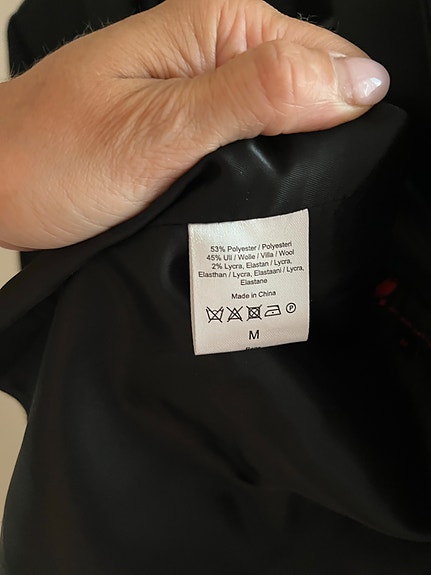 53% Polyester / Polyesteri
45% Ull / Wolle / Villa / Wool
2% Lycra, Elastan / Lycra,
Elasthan / Lycra, Elastaani / Lycra,
Elastane
Made in China
P
M